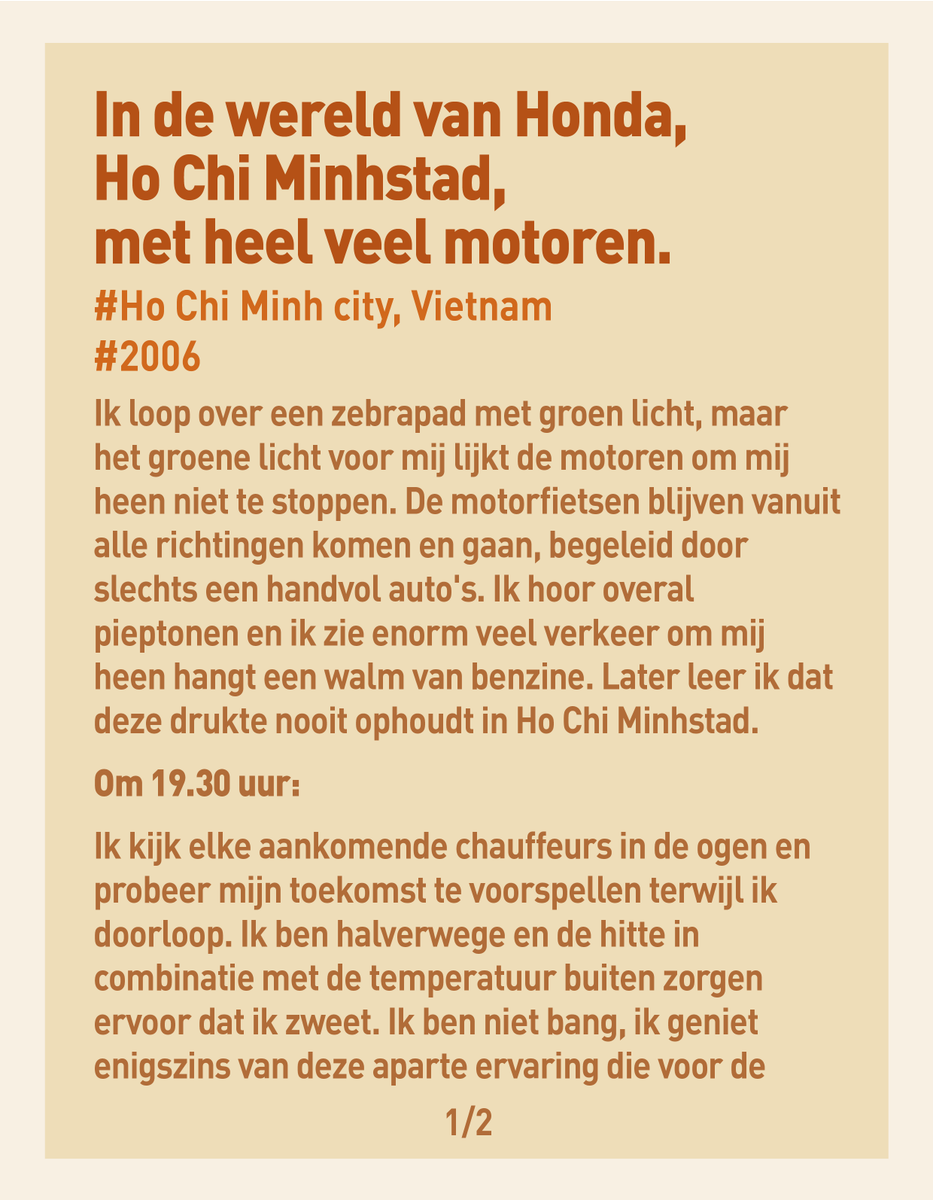 In de wereld van Honda,
Ho Chi Minhstad,
met heel veel motoren.
#Ho Chi Minh city, Vietnam
#2006
Ik loop over een zebrapad met groen licht, maar
het groene licht voor mij lijkt de motoren om mij
heen niet te stoppen. De motorfietsen blijven vanuit
alle richtingen komen en gaan, begeleid door
slechts een handvol auto's. Ik hoor overal
pieptonen en ik zie enorm veel verkeer om mij
heen hangt een walm van benzine. Later leer ik dat
deze drukte nooit ophoudt in Ho Chi Minhstad.
Om 19.30 uur:
Ik kijk elke aankomende chauffeurs in de ogen en
probeer mijn toekomst te voorspellen terwijl ik
doorloop. Ik ben halverwege en de hitte in
combinatie met de temperatuur buiten zorgen
ervoor dat ik zweet. Ik ben niet bang, ik geniet
enigszins van deze aparte ervaring die voor de
1/2